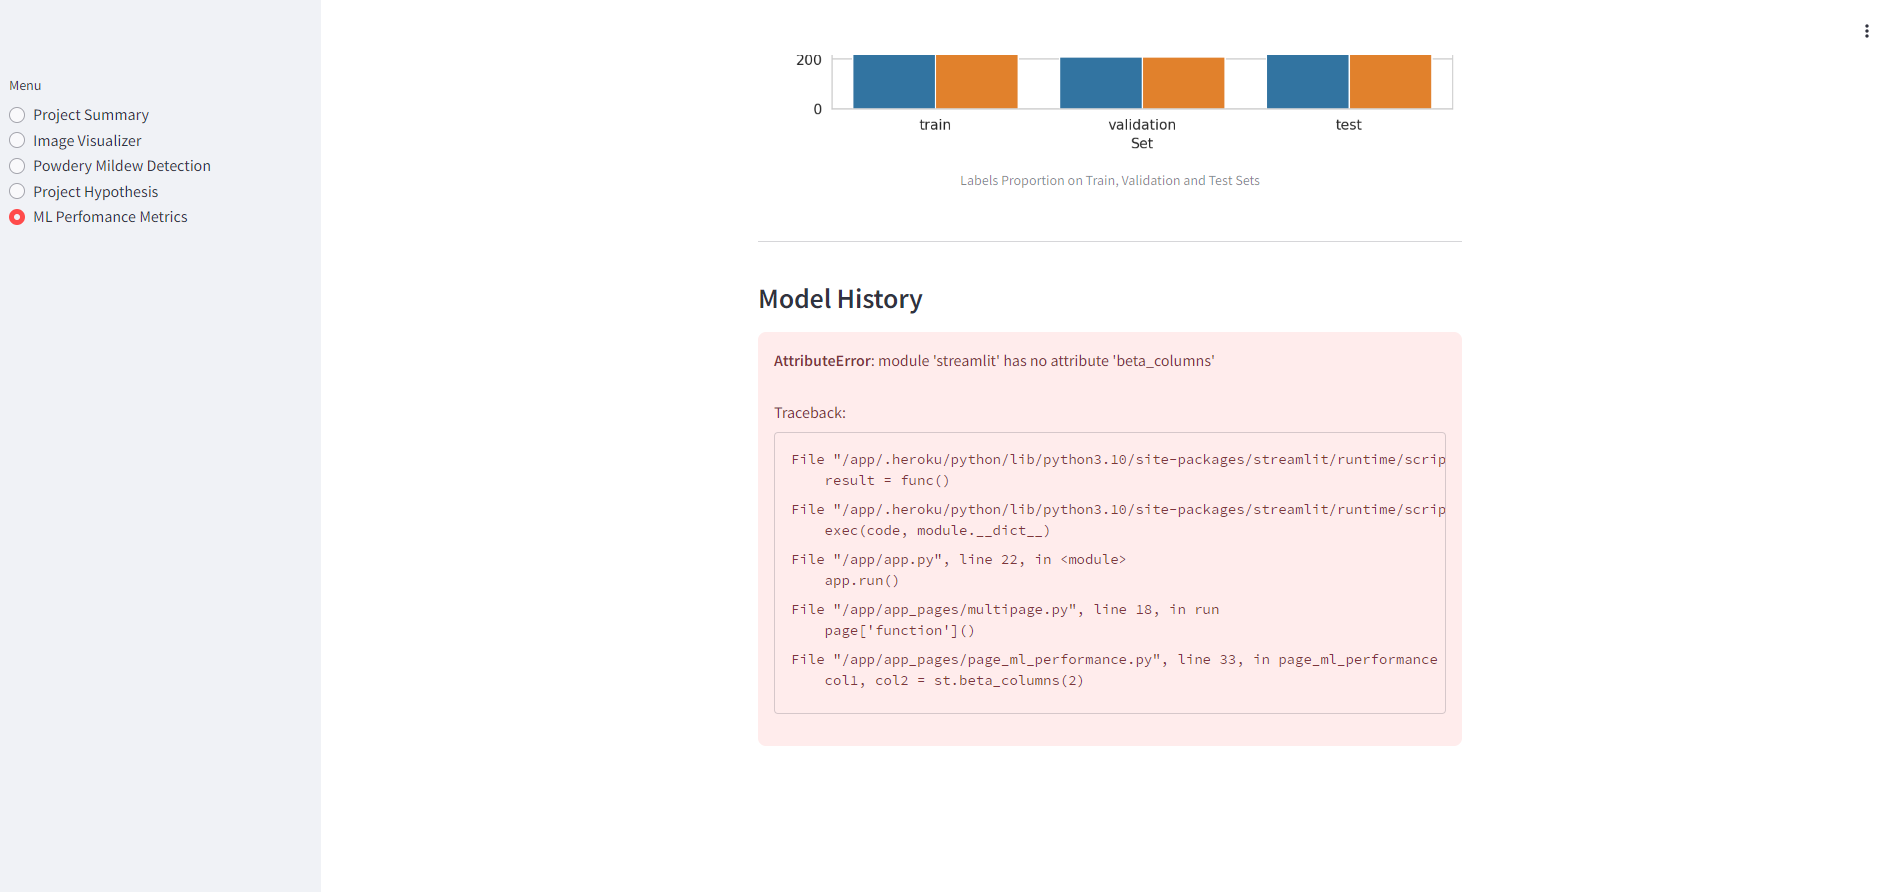 Menu
Project Summary
Image Visualizer
Powdery Mildew Detection
Project Hypothesis
ML Perfomance Metrics
200
0
train validation test
Set
Labels Proportion on Train, Validation and Test Sets
Model History
AttributeError: module 'streamlit' has no attribute 'beta_columns'
Traceback:
File "/app/.heroku/python/lib/python3.10/site-packages/streamlit/runtime/scrip
result = func()
File "/app/.heroku/python/lib/python3.10/site-packages/streamlit/runtime/scrip
exec(code, module.__dict__)
File "/app/app.py", line 22, in <module>
app.run()
File "/app/app_pages/multipage.py", line 18, in run
page['function']()
File "/app/app_pages/page_ml_performance.py", line 33, in page_ml_performance
col1, col2 = st.beta_columns(2)